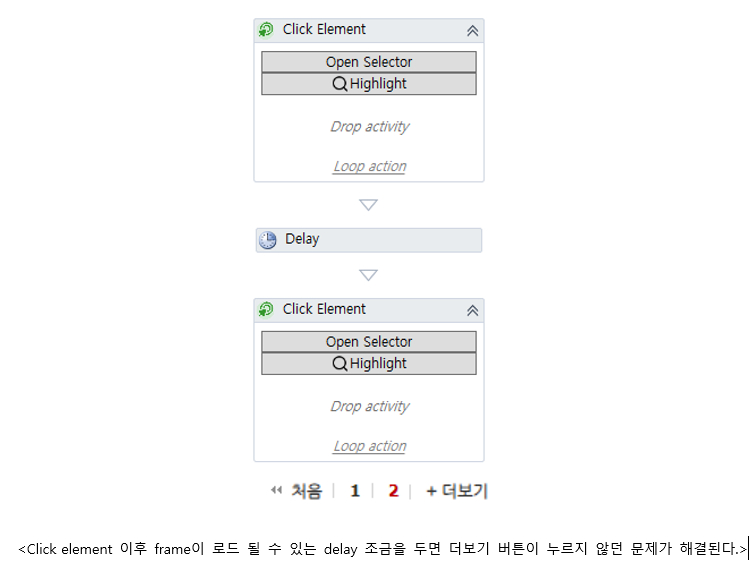 Click Element
Open Selector
Highlight
Drop activity
Loop action
Delay
Click Element
Open Selector
Highlight
Drop activity
Loop action
처음 | 1 | 2 | + 더보기
<Click element 이후 frame이 로드 될 수 있는 delay 조금을 두면 더보기 버튼이 누르지 않던 문제가 해결된다.>